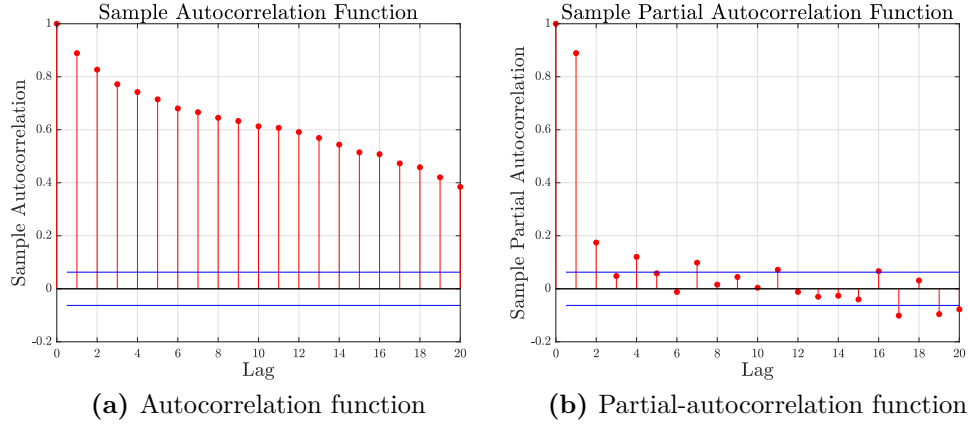 Sample Autocorrelation Function
Sample Autocorrelation
1
0.8
0.6
0.4
0.2
0
-0.2
0 2 4 6 8 10 12 14 16 18 20
Lag
(a) Autocorrelation function
Sample Partial Autocorrelation Function
Sample Partial Autocorrelation
1
0.8
0.6
0.4
0.2
0
-0.2
0 2 4 6 8 10 12 14 16 18 20
Lag
(b) Partial-autocorrelation function